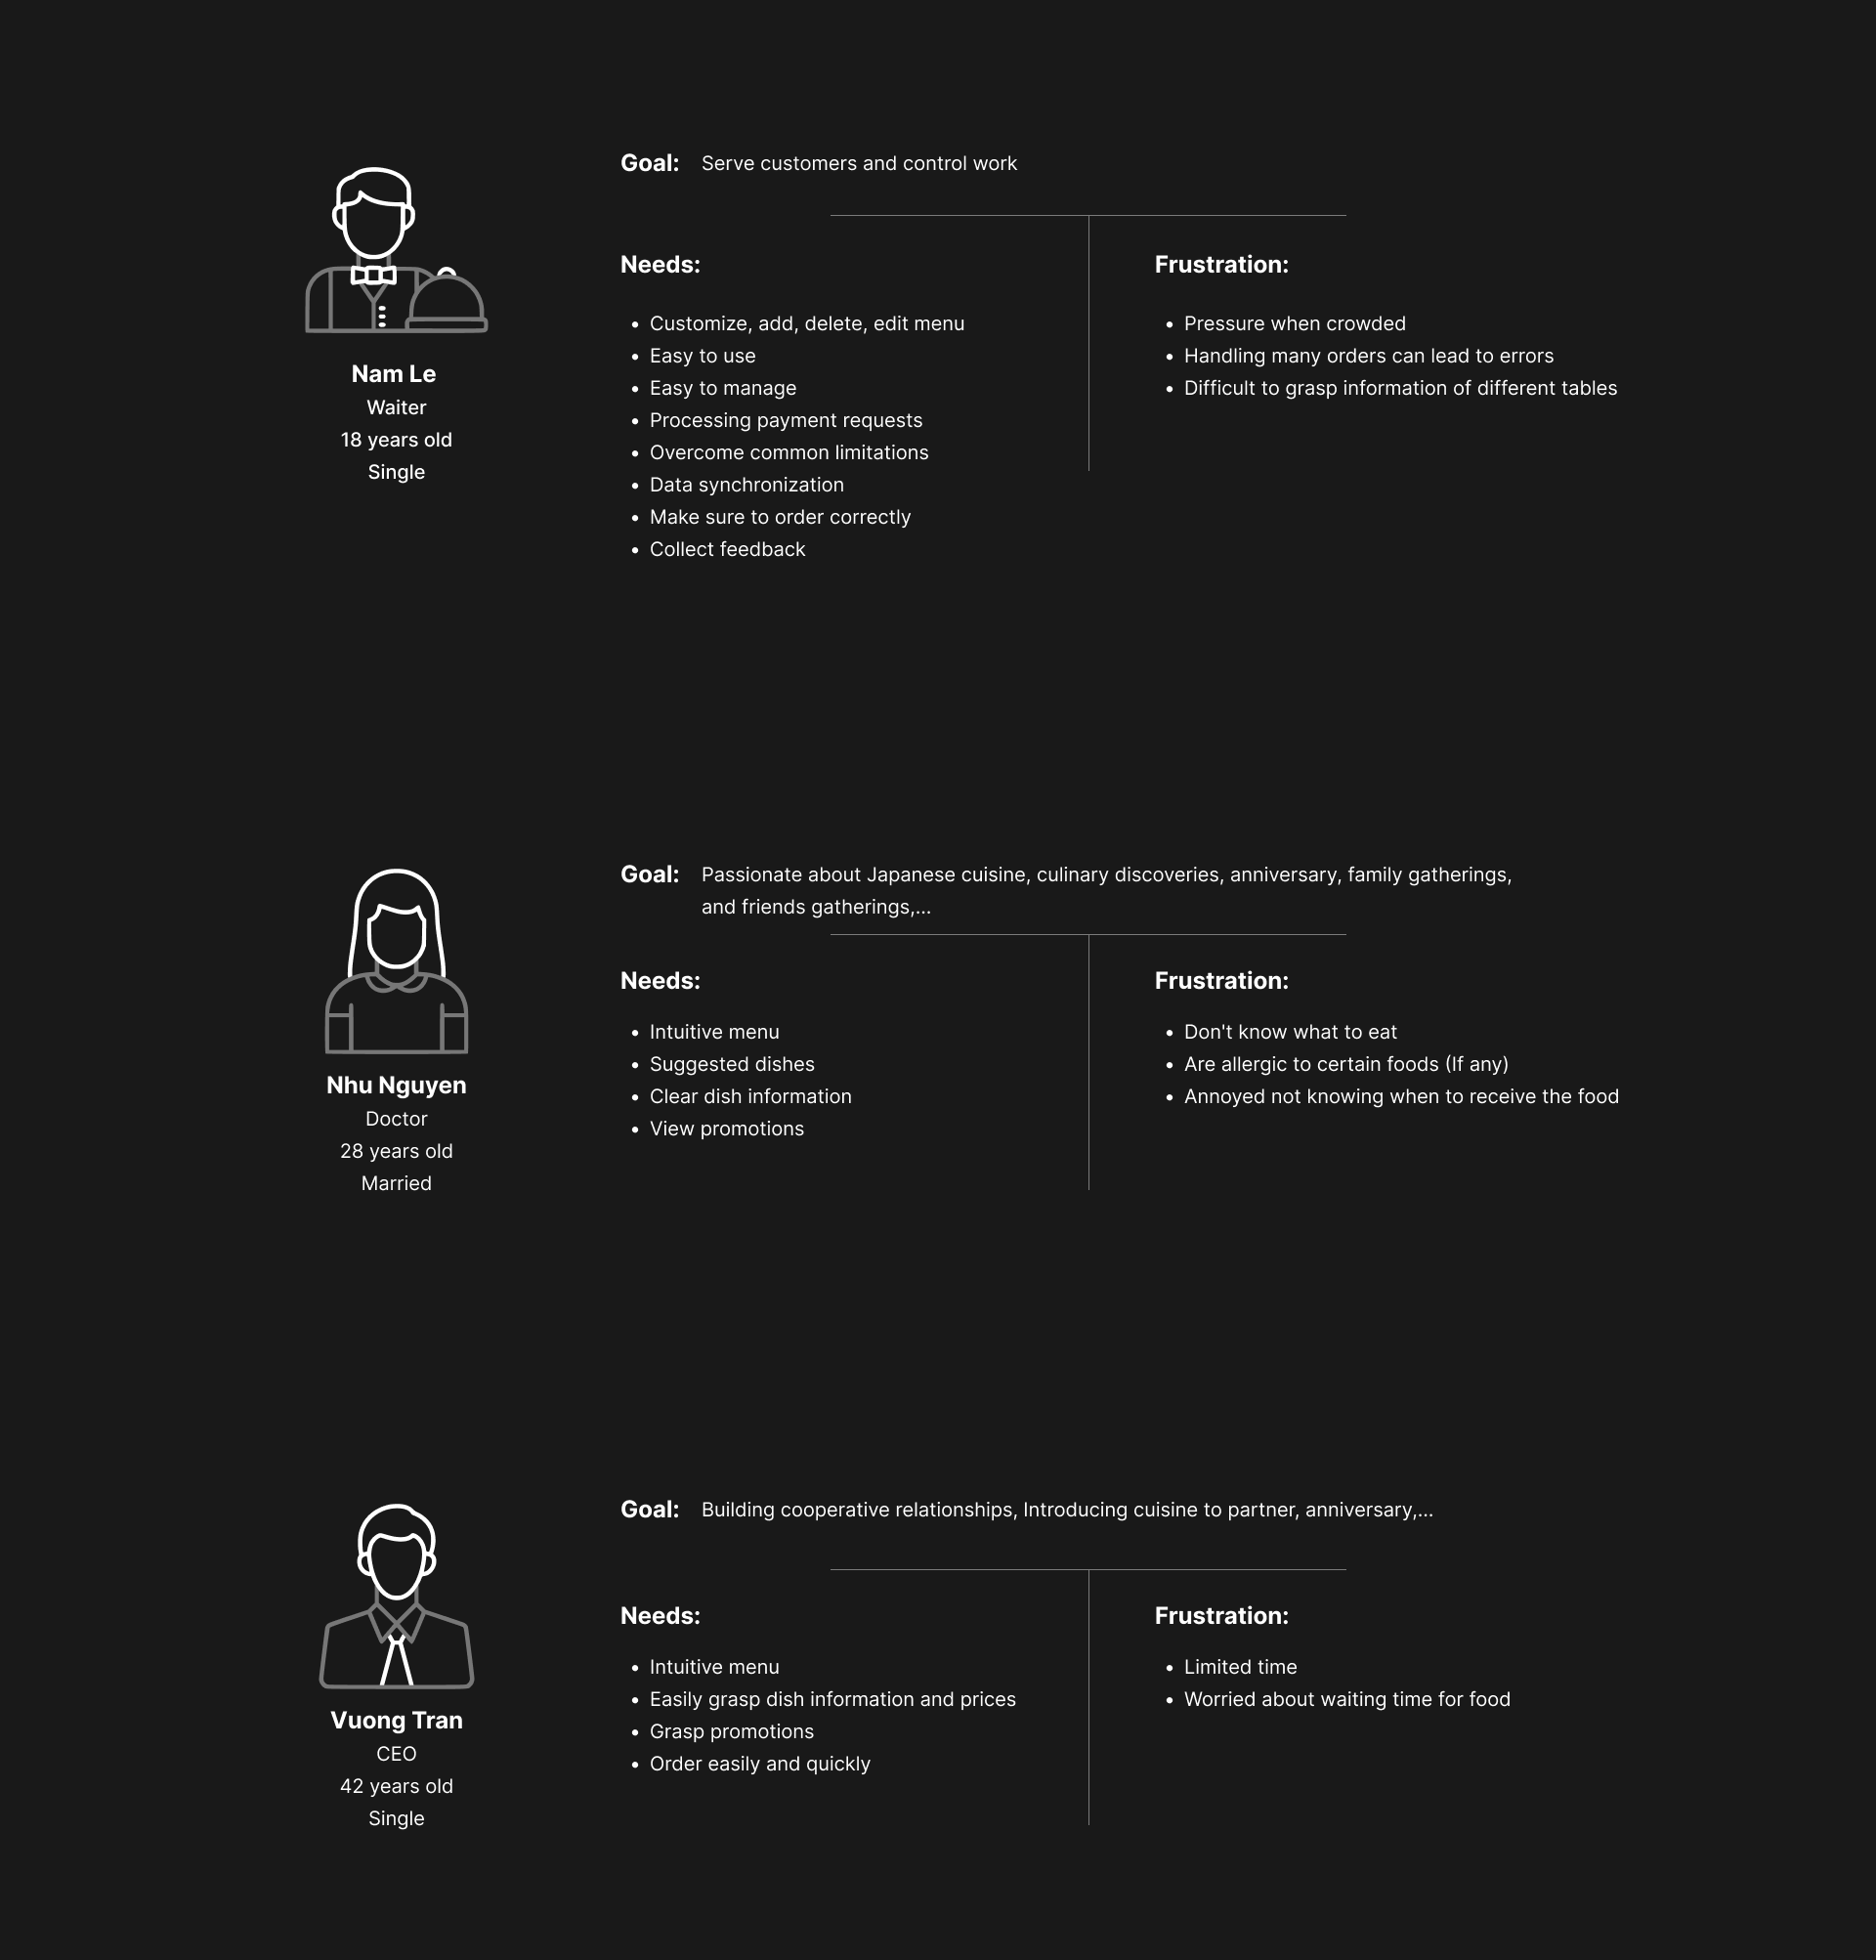 Goal: Serve customers and control work
Nam Le
Waiter
18 years old
Single
Needs:
• Customize, add, delete, edit menu
• Easy to use
• Easy to manage
• Processing payment requests
• Overcome common limitations
• Data synchronization
• Make sure to order correctly
• Collect feedback
Frustration:
• Pressure when crowded
• Handling many orders can lead to errors
• Difficult to grasp information of different tables
Goal: Passionate about Japanese cuisine, culinary discoveries, anniversary, family gatherings,
and friends gatherings,...
Nhu Nguyen
Doctor
28 years old
Married
Needs:
• Intuitive menu
• Suggested dishes
• Clear dish information
• View promotions
Frustration:
• Don't know what to eat
• Are allergic to certain foods (If any)
• Annoyed not knowing when to receive the food
Goal: Building cooperative relationships, Introducing cuisine to partner, anniversary,...
Vuong Tran
CEO
42 years old
Single
Needs:
• Intuitive menu
• Easily grasp dish information and prices
• Grasp promotions
• Order easily and quickly
Frustration:
• Limited time
• Worried about waiting time for food